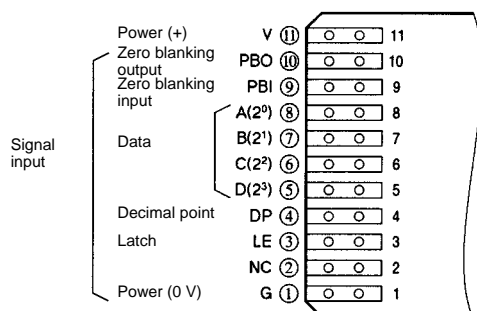 Power (+) V ⑪ 11
Zero blanking output PBO ⑩ 10
Zero blanking input PBI ⑨ 9
A(2⁰) ⑧ 8
Signal input Data B(2¹) ⑦ 7
C(2²) ⑥ 6
D(2³) ⑤ 5
Decimal point DP ④ 4
Latch LE ③ 3
NC ② 2
Power (0 V) G ① 1